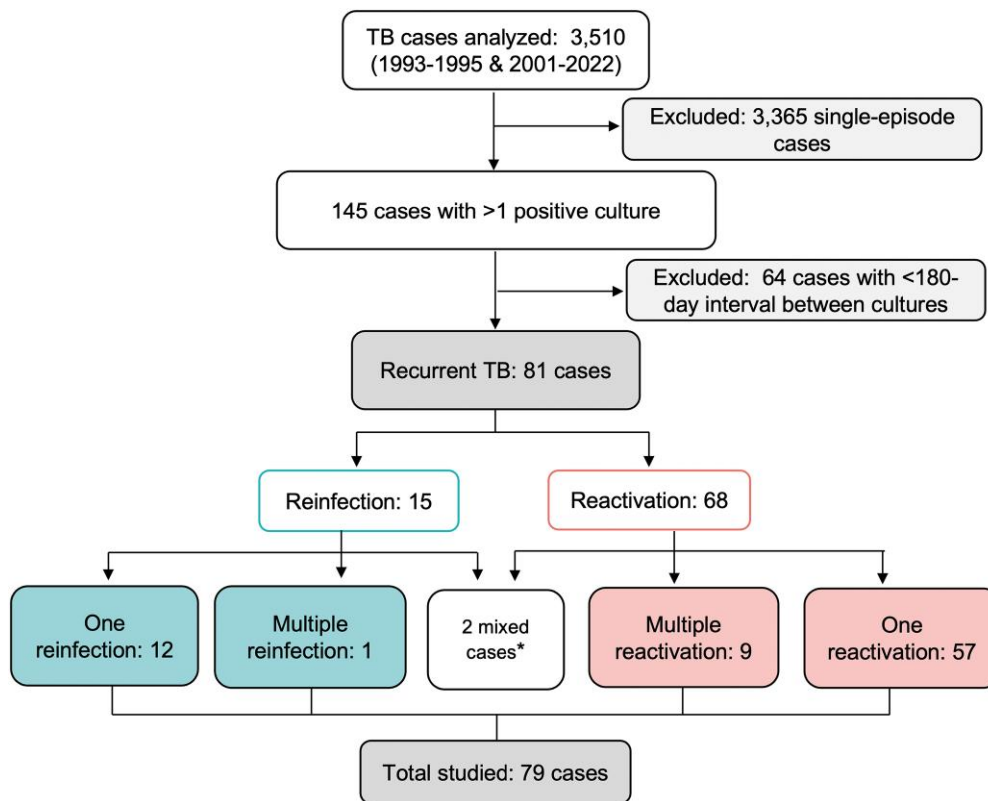 TB cases analyzed: 3,510
(1993-1995 & 2001-2022)
Excluded: 3,365 single-episode
cases
145 cases with >1 positive culture
Excluded: 64 cases with <180-
day interval between cultures
Recurrent TB: 81 cases
Reinfection: 15
Reactivation: 68
One
reinfection: 12
Multiple
reinfection: 1
2 mixed
cases*
Multiple
reactivation: 9
One
reactivation: 57
Total studied: 79 cases